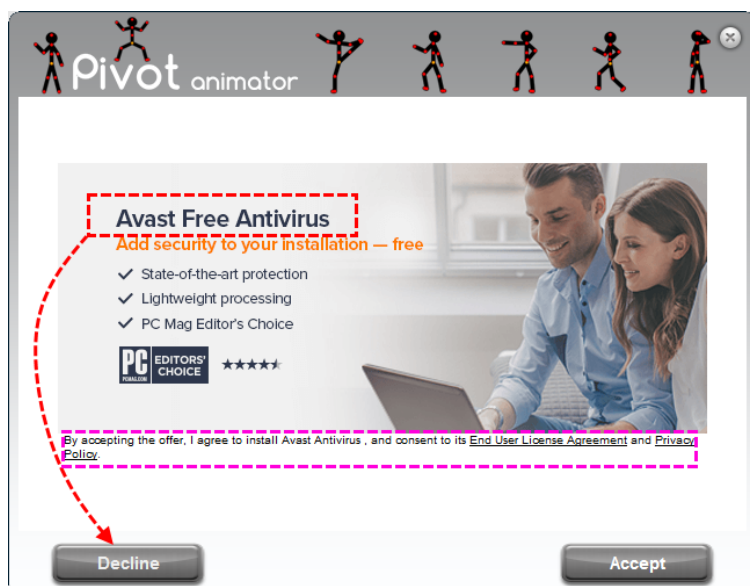 Pivot animator
Avast Free Antivirus
Add security to your installation — free
State-of-the-art protection
Lightweight processing
PC Mag Editor's Choice
PC
PCMAG.COM
EDITORS'
CHOICE
By accepting the offer, I agree to install Avast Antivirus , and consent to its End User License Agreement and Privacy
Policy.
Decline
Accept